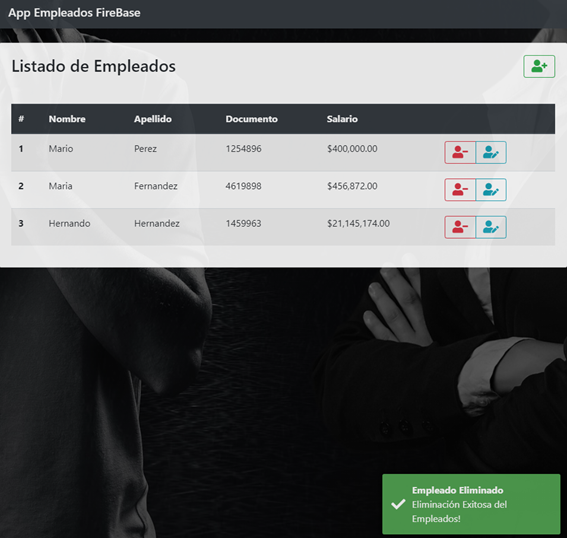 App Empleados FireBase
Listado de Empleados
# Nombre Apellido Documento Salario
1 Mario Perez 1254896 $400,000.00
2 Maria Fernandez 4619898 $456,872.00
3 Hernando Hernandez 1459963 $21,145,174.00
Empleado Eliminado
Eliminación Exitosa del
Empleados!